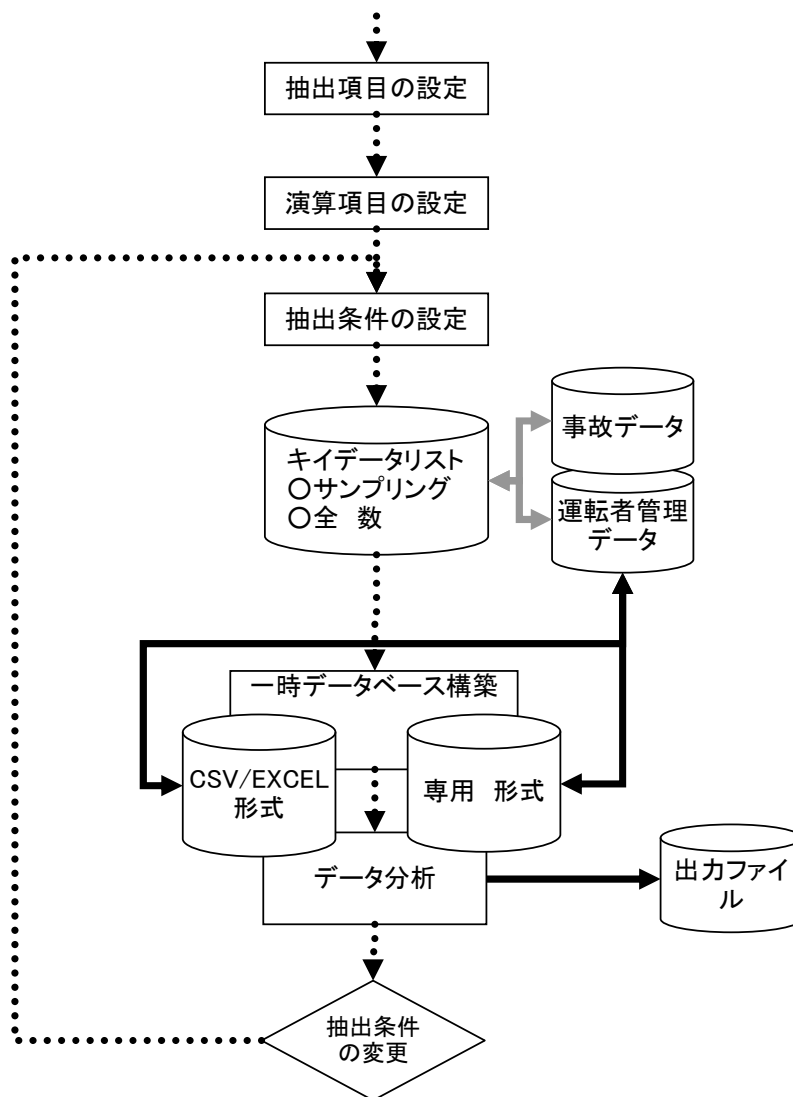 抽出項目の設定
演算項目の設定
抽出条件の設定
事故データ
キイデータリスト
〇サンプリング
〇全　数
運転者管理
データ
一時データベース構築
CSV/EXCEL
形式
専用　形式
データ分析
出力ファイ
ル
抽出条件
の変更